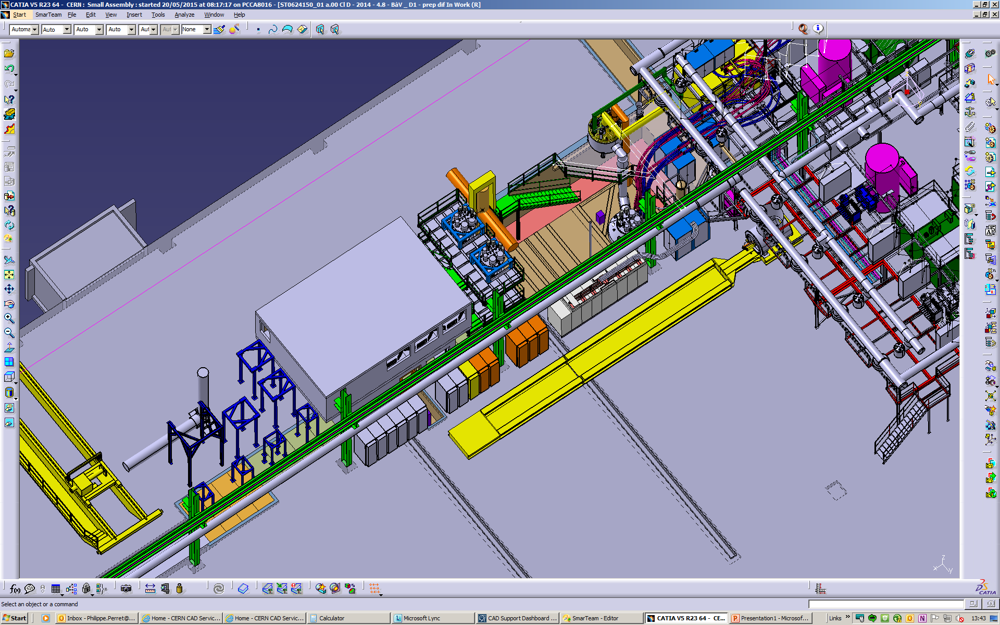 CATIA V5 R23 64 - CERN : Small Assembly : started 20/05/2015 at 08:17:17 on PCCA8016 - [ST0624150_01 a.00 Cl D - 2014 - 4.8 - BàV _ D1 - prep dif In Work (R]
Start SmarTeam File Edit View Insert Tools Analyze Window Help
Automa Auto Auto Auto Aut Aut None
z
x y
f(x)
CATIA
Select an object or a command
Start Inbox - Philippe.Perret@... Home - CERN CAD Servic... Home - CERN CAD Servic... Calculator Microsoft Lync CAD Support Dashboard ... SmarTeam - Editor CATIA V5 R23 64 - CE... Presentation1 - Microsof... Links » 13:43